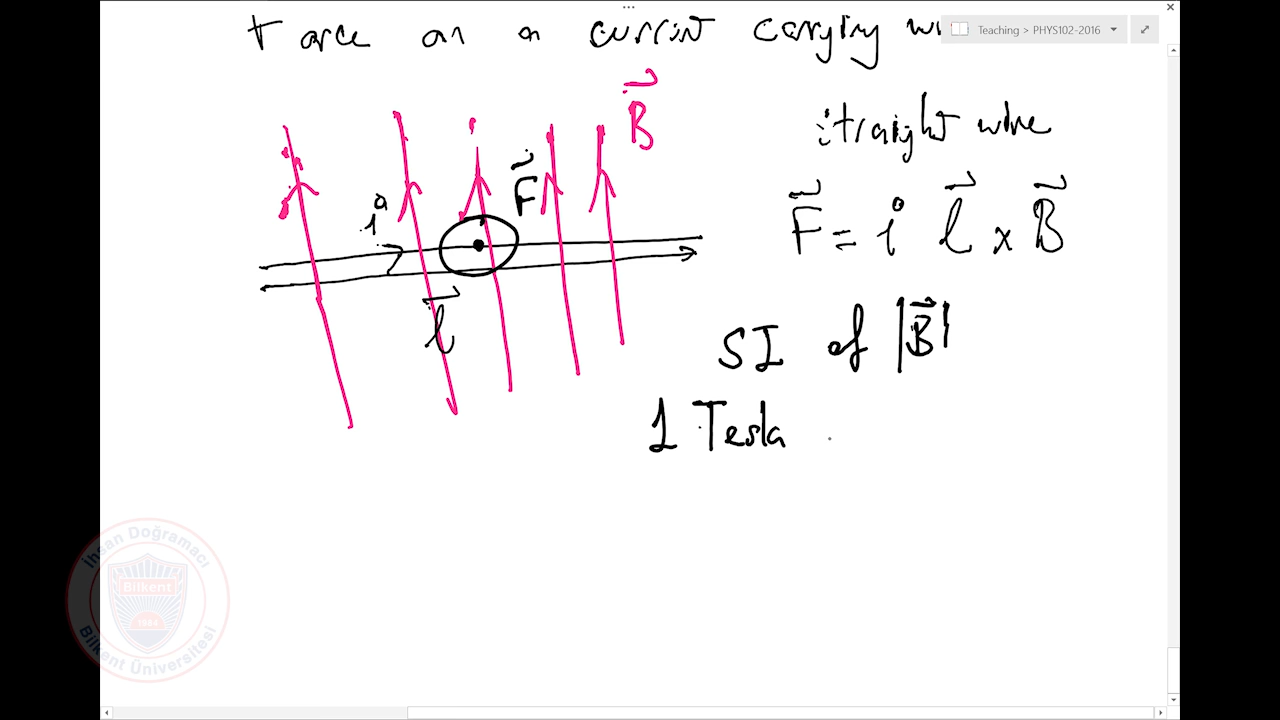 Force on a current carrying
Teaching > PHYS102-2016
B
straight wire
F
i
F = i l x B
l
SI of |B|
1 Tesla
İhsan Doğramacı
Bilkent
1984
Bilkent Üniversitesi